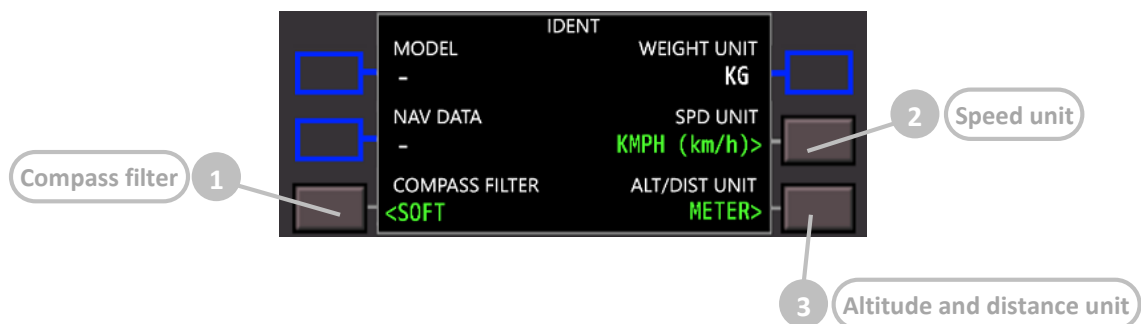 IDENT
MODEL WEIGHT UNIT
- KG
NAV DATA SPD UNIT
- KMPH (km/h)>
COMPASS FILTER ALT/DIST UNIT
<SOFT METER>
Compass filter 1
2 Speed unit
3 Altitude and distance unit